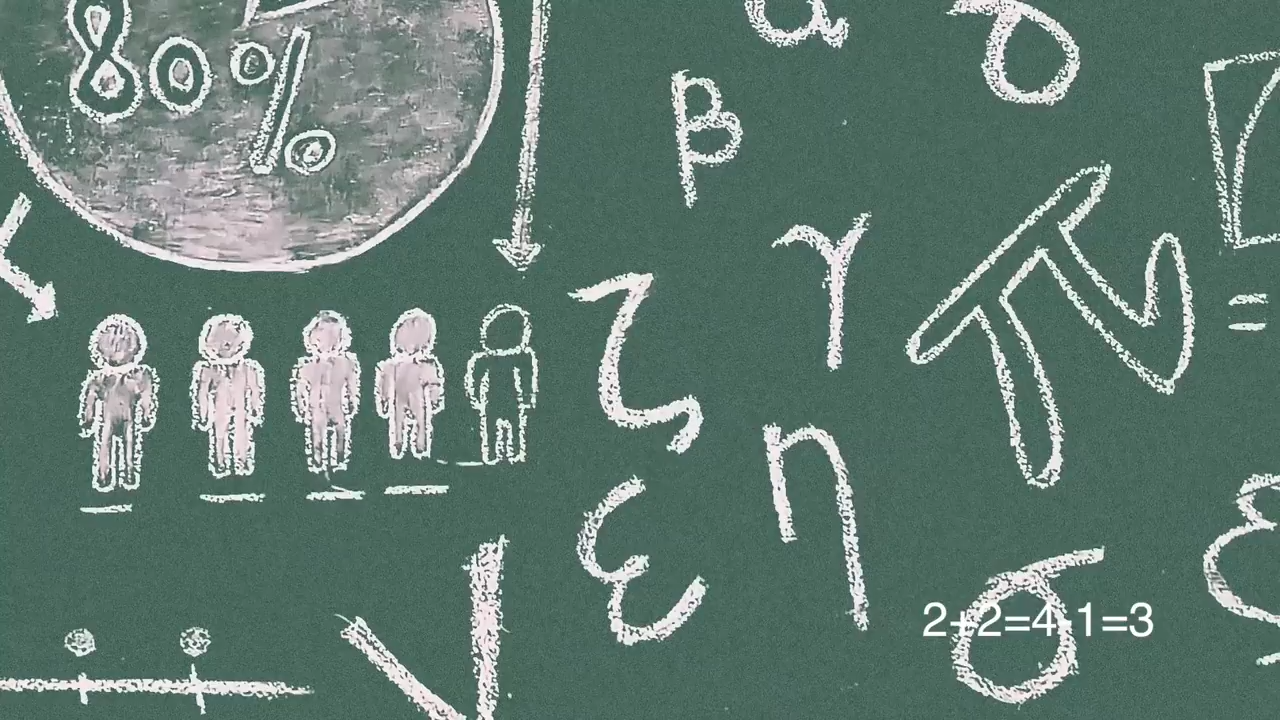 80%
α
δ
β
γ
π
=
ζ
η
ε
σ
2+2=4-1=3